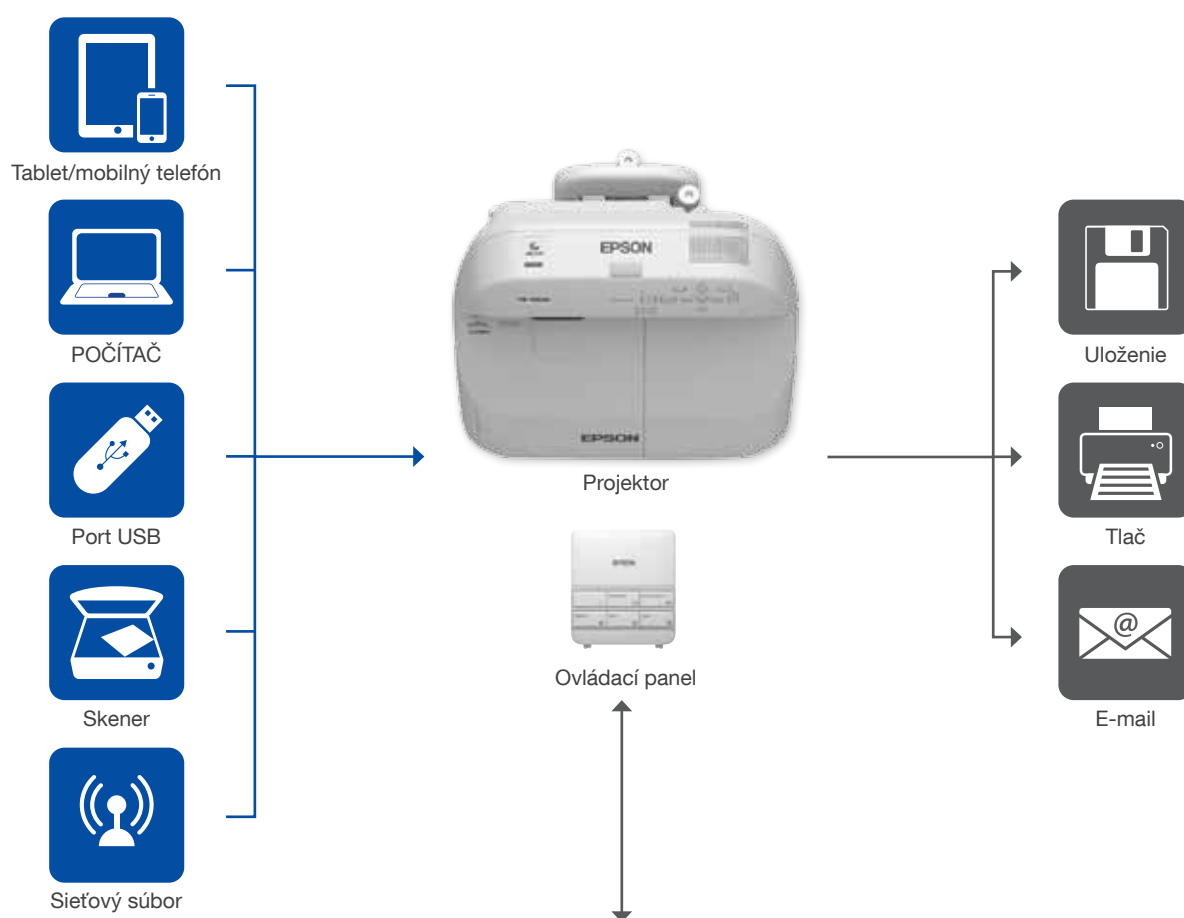 Tablet/mobilný telefón
POČÍTAČ
Port USB
Skener
Sieťový súbor
EPSON
EPSON
Projektor
EPSON
Ovládací panel
Uloženie
Tlač
@
E-mail